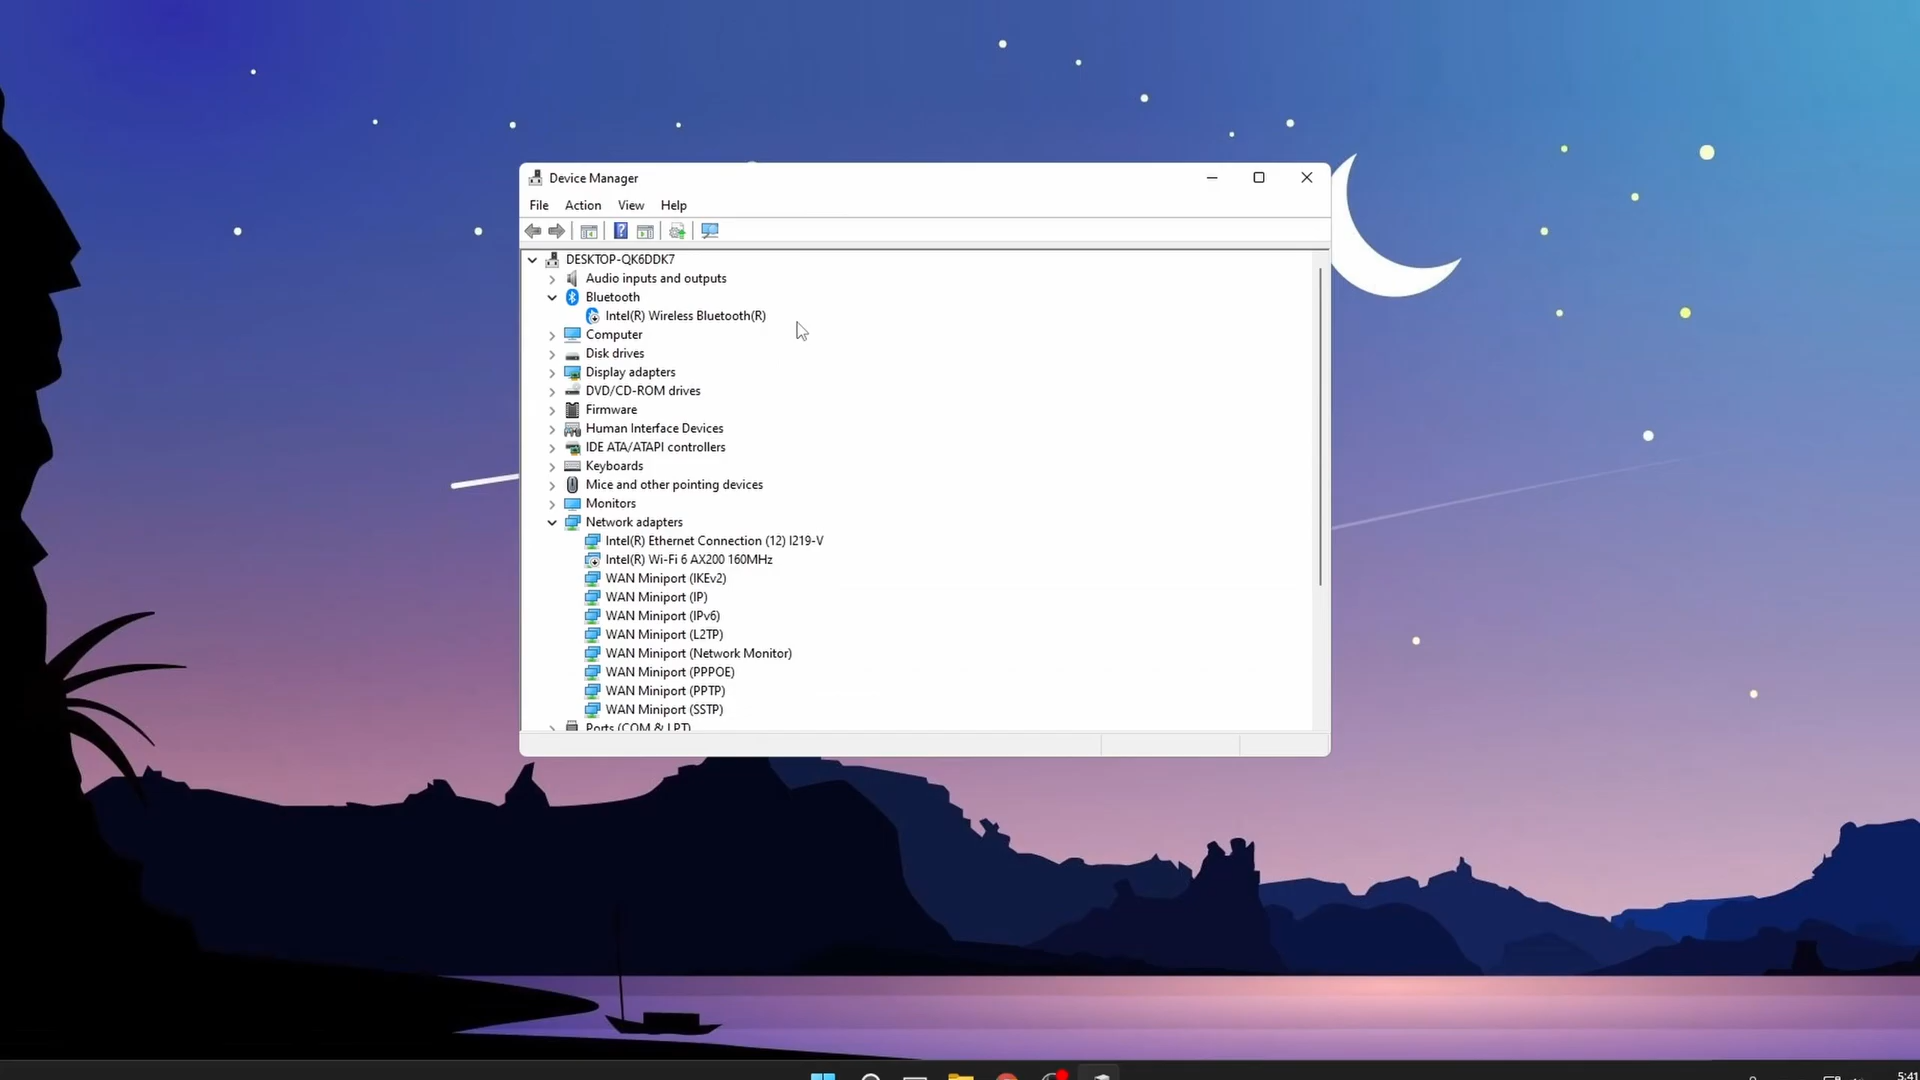 Device Manager
File Action View Help
DESKTOP-QK6DDK7
Audio inputs and outputs
Bluetooth
Intel(R) Wireless Bluetooth(R)
Computer
Disk drives
Display adapters
DVD/CD-ROM drives
Firmware
Human Interface Devices
IDE ATA/ATAPI controllers
Keyboards
Mice and other pointing devices
Monitors
Network adapters
Intel(R) Ethernet Connection (12) I219-V
Intel(R) Wi-Fi 6 AX200 160MHz
WAN Miniport (IKEv2)
WAN Miniport (IP)
WAN Miniport (IPv6)
WAN Miniport (L2TP)
WAN Miniport (Network Monitor)
WAN Miniport (PPPOE)
WAN Miniport (PPTP)
WAN Miniport (SSTP)
Ports (COM & LPT)
5:41